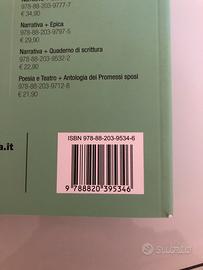 978-88-203-9777-7
€ 34,90
Narrativa + Epica
978-88-203-9797-5
€ 29,90
Narrativa + Quaderno di scrittura
978-88-203-9532-2
€ 22,90
Poesia e Teatro + Antologia dei Promessi sposi
978-88-203-9712-8
€ 21,90
a.it
ISBN 978-88-203-9534-6
9 788820 395346
Subito